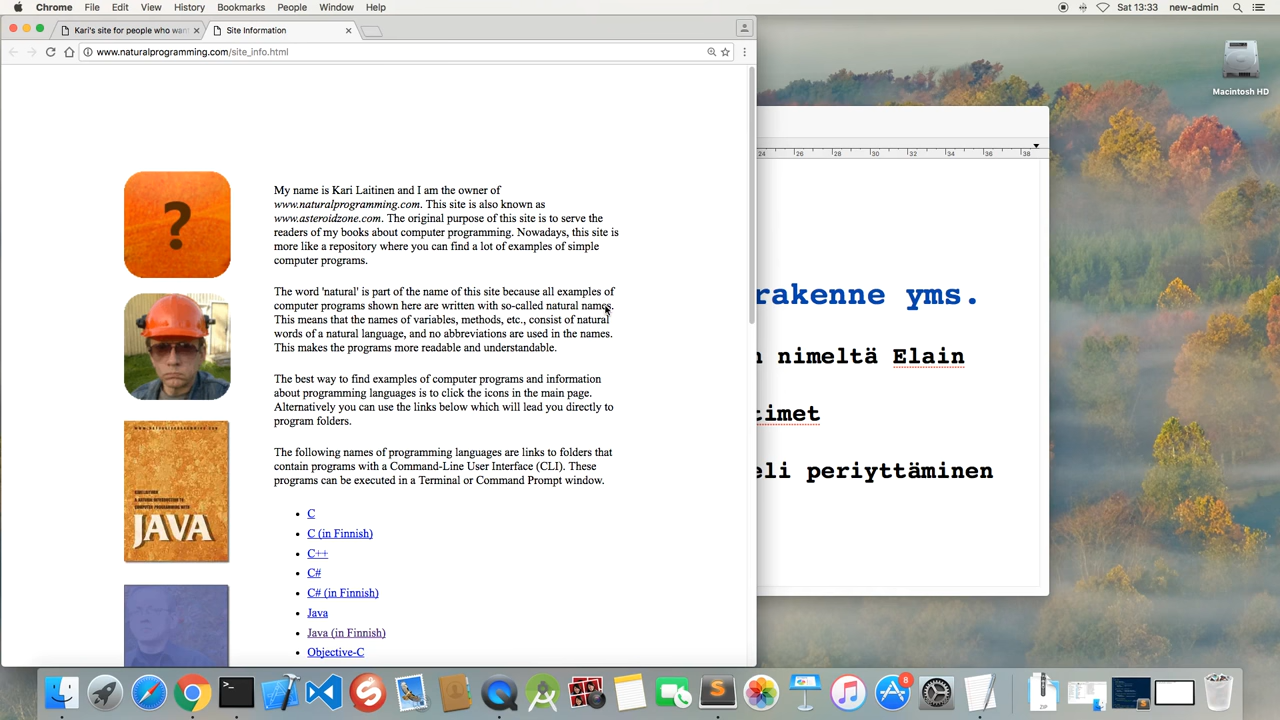 Chrome File Edit View History Bookmarks People Window Help
Sat 13:33 new-admin
Kari's site for people who wan
Site Information
www.naturalprogramming.com/site_info.html
Macintosh HD
24 26 28 30 32 34 36 38
?
My name is Kari Laitinen and I am the owner of
www.naturalprogramming.com. This site is also known as
www.asteroidzone.com. The original purpose of this site is to serve the
readers of my books about computer programming. Nowadays, this site is
more like a repository where you can find a lot of examples of simple
computer programs.
The word 'natural' is part of the name of this site because all examples of
computer programs shown here are written with so-called natural names.
This means that the names of variables, methods, etc., consist of natural
words of a natural language, and no abbreviations are used in the names.
This makes the programs more readable and understandable.
The best way to find examples of computer programs and information
about programming languages is to click the icons in the main page.
Alternatively you can use the links below which will lead you directly to
program folders.
The following names of programming languages are links to folders that
contain programs with a Command-Line User Interface (CLI). These
programs can be executed in a Terminal or Command Prompt window.
C
C (in Finnish)
C++
C#
C# (in Finnish)
Java
Java (in Finnish)
Objective-C
JAVA
rakenne yms.
n nimeltä Elain
timet
eli periyttäminen
8
ZIP